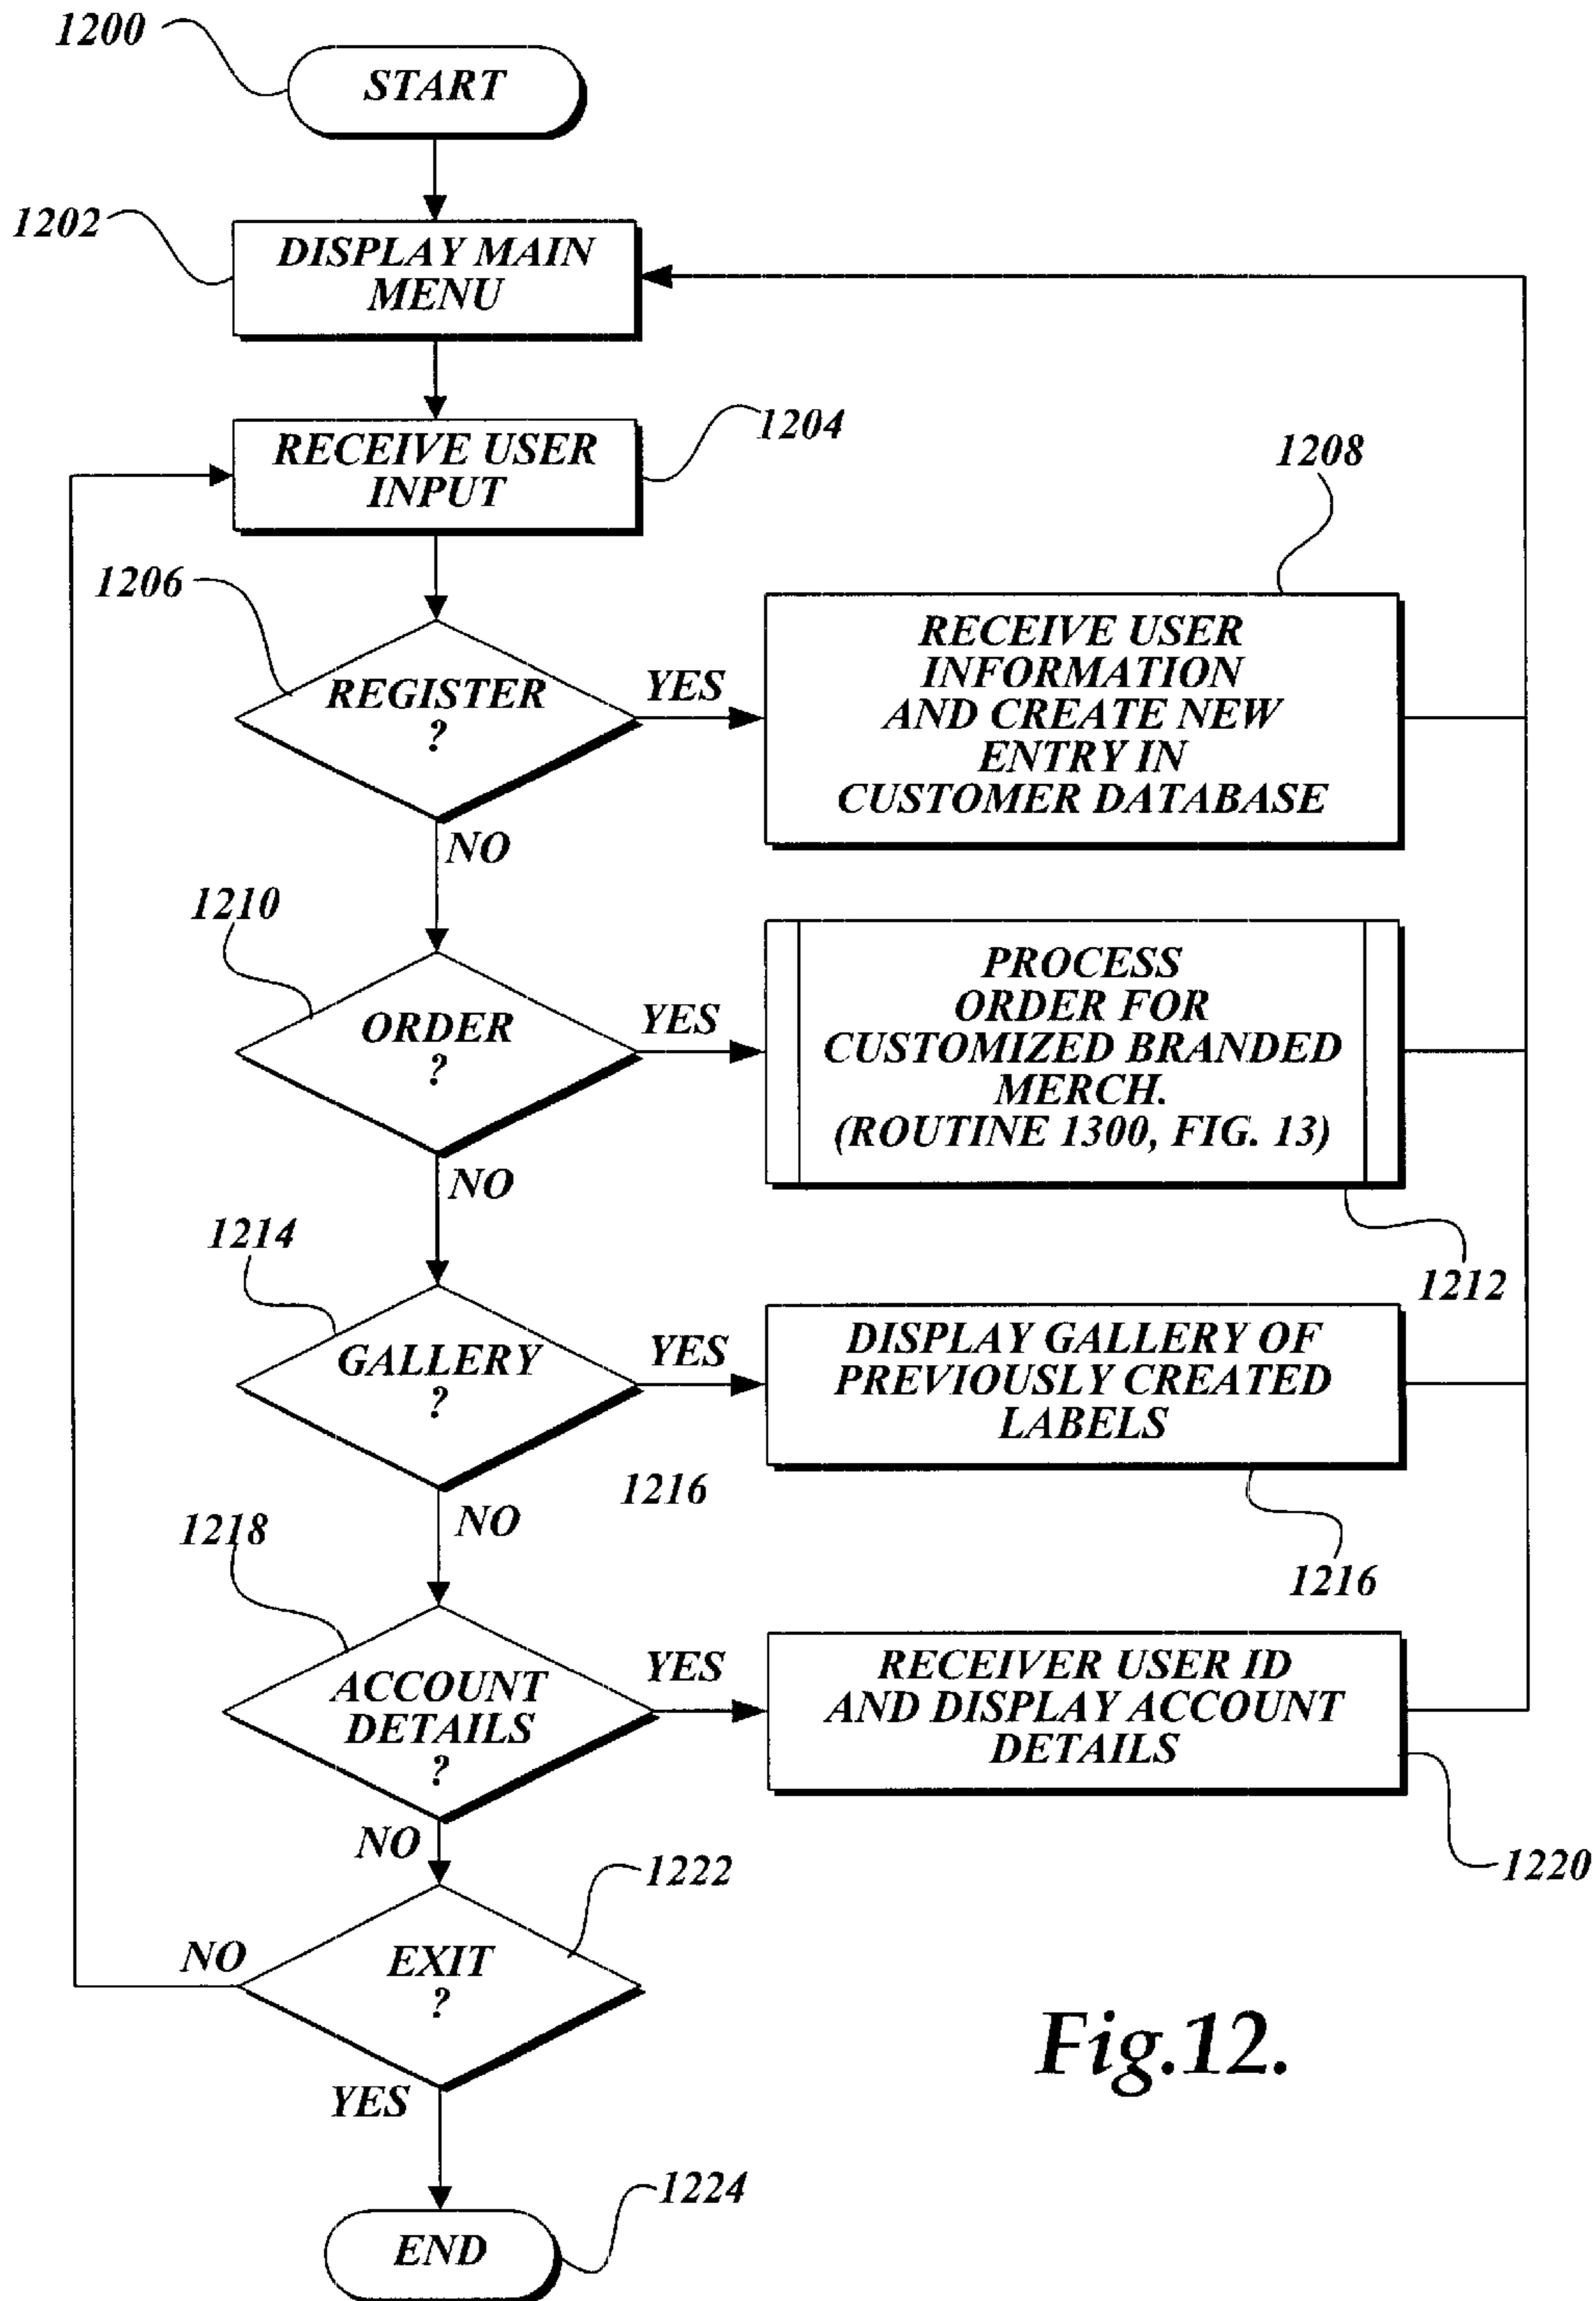 1200
START
1202
DISPLAY MAIN
MENU
1204
RECEIVE USER
INPUT
1206
REGISTER
?
YES
NO
1208
RECEIVE USER
INFORMATION
AND CREATE NEW
ENTRY IN
CUSTOMER DATABASE
1210
ORDER
?
YES
NO
PROCESS
ORDER FOR
CUSTOMIZED BRANDED
MERCH.
(ROUTINE 1300, FIG. 13)
1212
1214
GALLERY
?
YES
NO
DISPLAY GALLERY OF
PREVIOUSLY CREATED
LABELS
1216
1216
1218
ACCOUNT
DETAILS
?
YES
NO
RECEIVER USER ID
AND DISPLAY ACCOUNT
DETAILS
1220
1222
EXIT
?
NO
YES
1224
END
Fig.12.